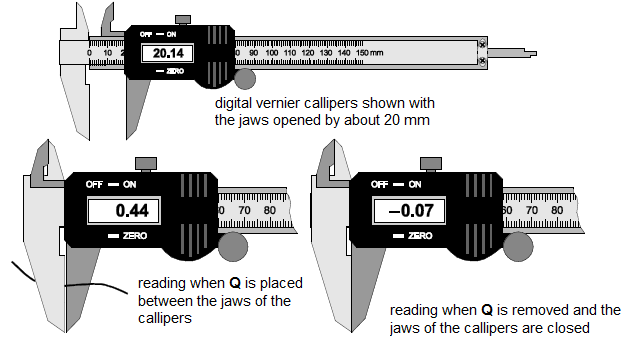 OFF — ON
20.14
— ZERO
0 10 2
0 90 100 110 120 130 140 150 mm
digital vernier callipers shown with
the jaws opened by about 20 mm
OFF — ON
0.44
— ZERO
0 70 80
reading when Q is placed
between the jaws of the
callipers
OFF — ON
−0.07
— ZERO
60 70 80
reading when Q is removed and the
jaws of the callipers are closed